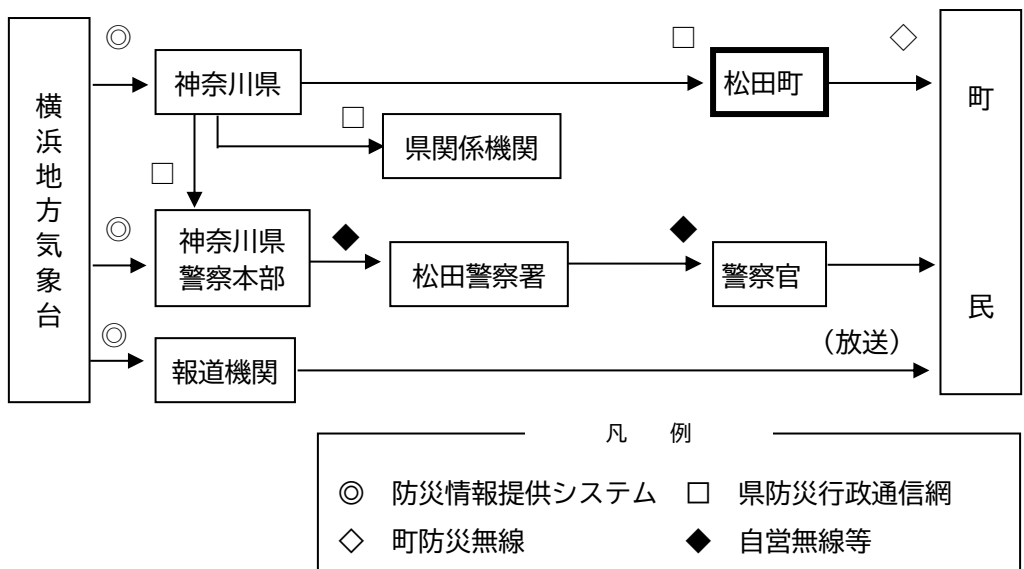 横浜地方気象台
◎
神奈川県
□
松田町
◇
町民
□
県関係機関
□
◎
神奈川県
警察本部
◆
松田警察署
◆
警察官
◎
報道機関
（放送）
凡　例
◎　防災情報提供システム　□　県防災行政通信網
◇　町防災無線　◆　自営無線等